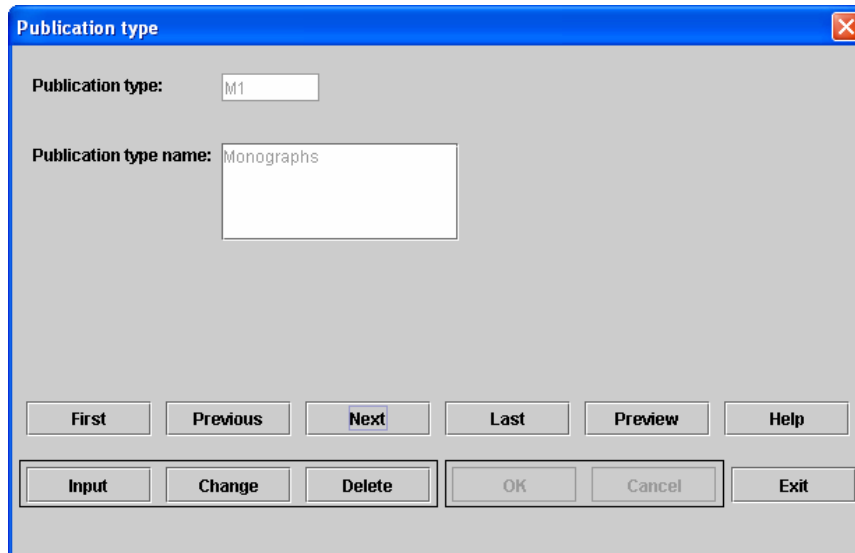 Publication type
Publication type: M1
Publication type name: Monographs
First Previous Next Last Preview Help
Input Change Delete OK Cancel Exit